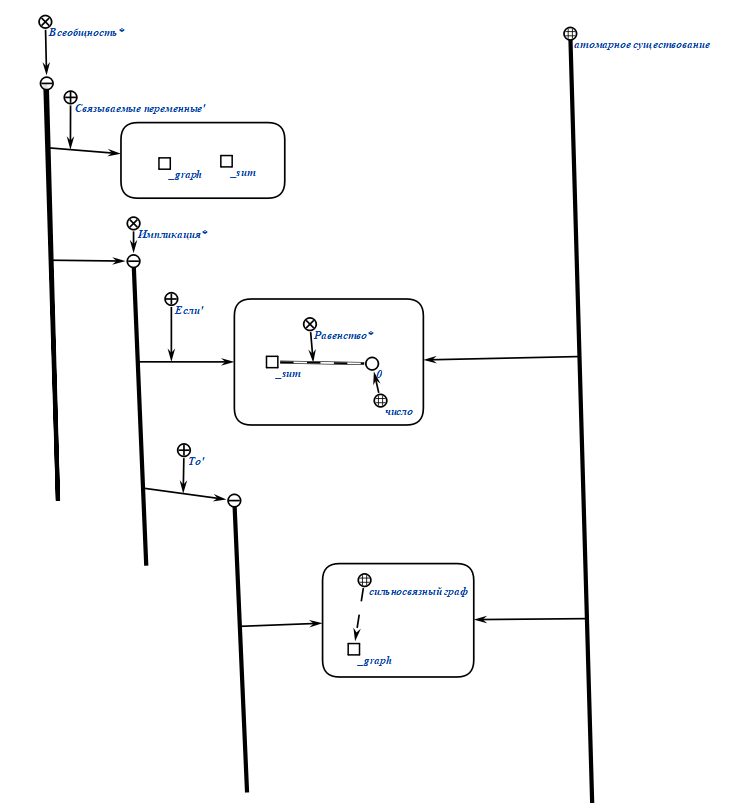 Всеобщность*
атомарное существование
Связываемые переменные'
_graph
_sum
Импликация*
Если'
Равенство*
_sum
0
число
То'
сильносвязный граф
_graph